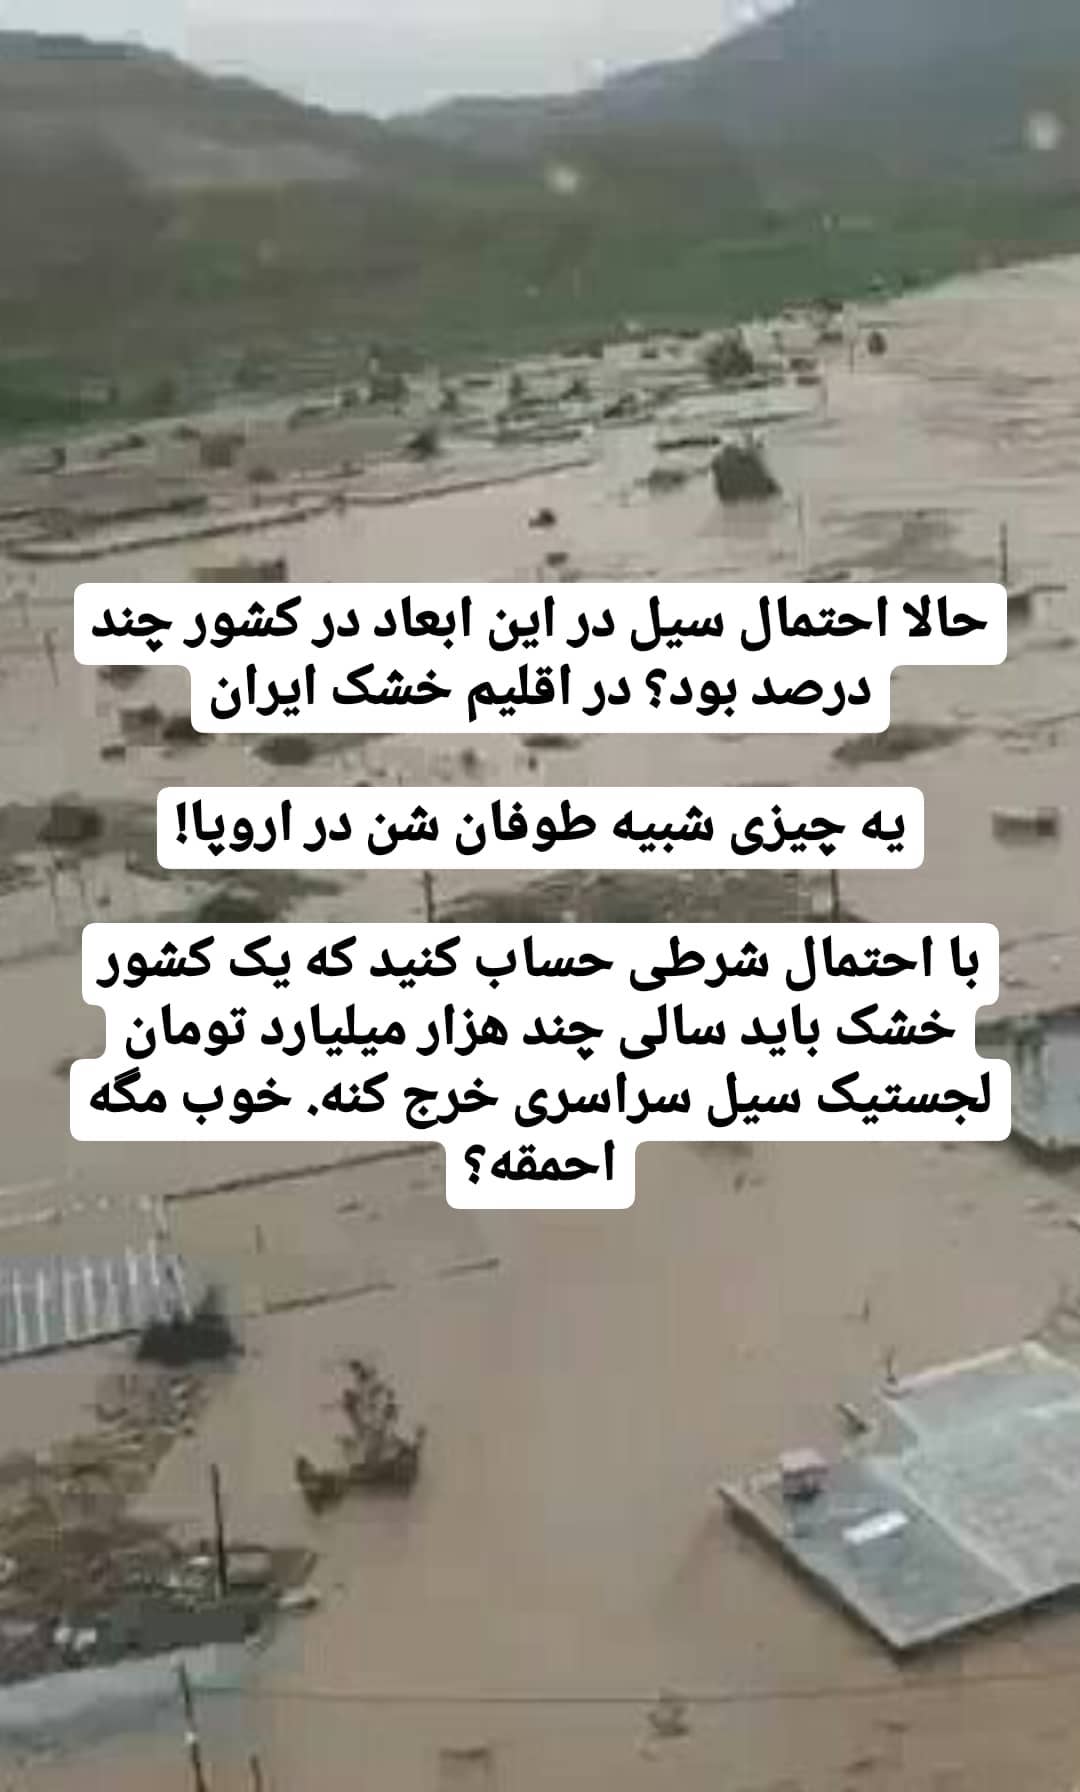 حالا احتمال سیل در این ابعاد در کشور چند
درصد بود؟ در اقلیم خشک ایران
یه چیزی شبیه طوفان شن در اروپا!
با احتمال شرطی حساب کنید که یک کشور
خشک باید سالی چند هزار میلیارد تومان
لجستیک سیل سراسری خرج کنه. خوب مگه
احمقه؟